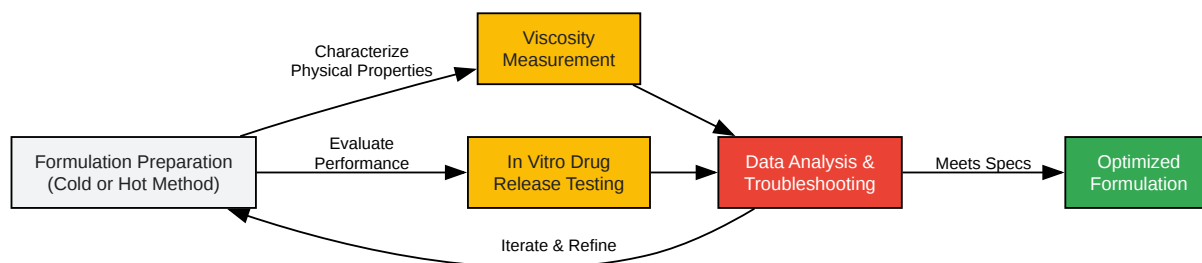 Characterize
Physical Properties
Viscosity
Measurement
Formulation Preparation
(Cold or Hot Method)
Evaluate
Performance
In Vitro Drug
Release Testing
Data Analysis &
Troubleshooting
Meets Specs
Optimized
Formulation
Iterate & Refine